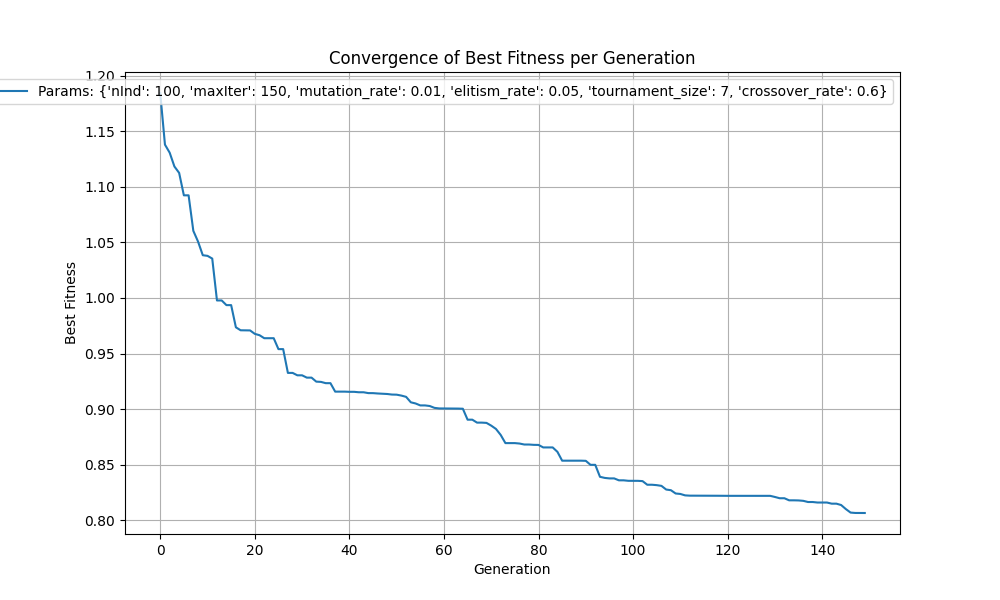 Convergence of Best Fitness per Generation
1.20
Params: {'nInd': 100, 'maxIter': 150, 'mutation_rate': 0.01, 'elitism_rate': 0.05, 'tournament_size': 7, 'crossover_rate': 0.6}
1.15
1.10
1.05
1.00
0.95
0.90
0.85
0.80
Best Fitness
0 20 40 60 80 100 120 140
Generation